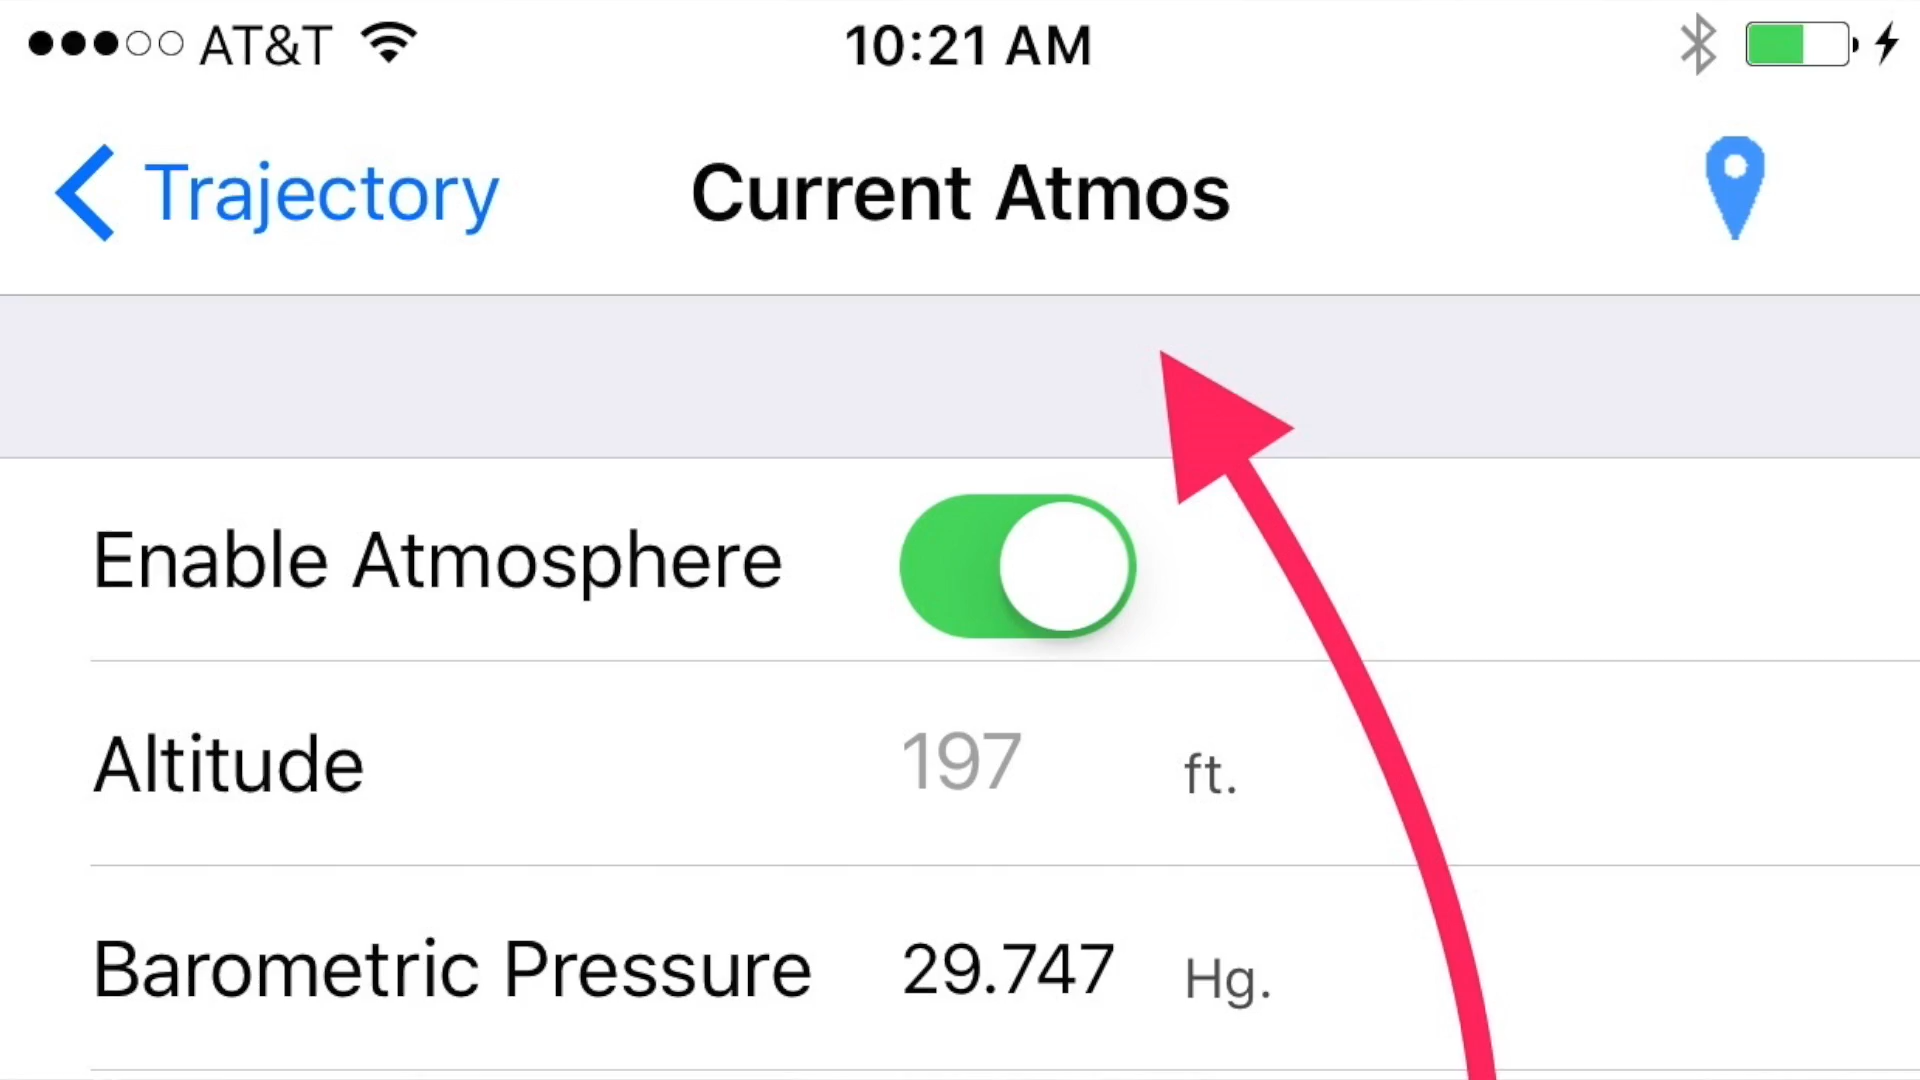 AT&T 10:21 AM
Trajectory Current Atmos
Enable Atmosphere
Altitude 197 ft.
Barometric Pressure 29.747 Hg.